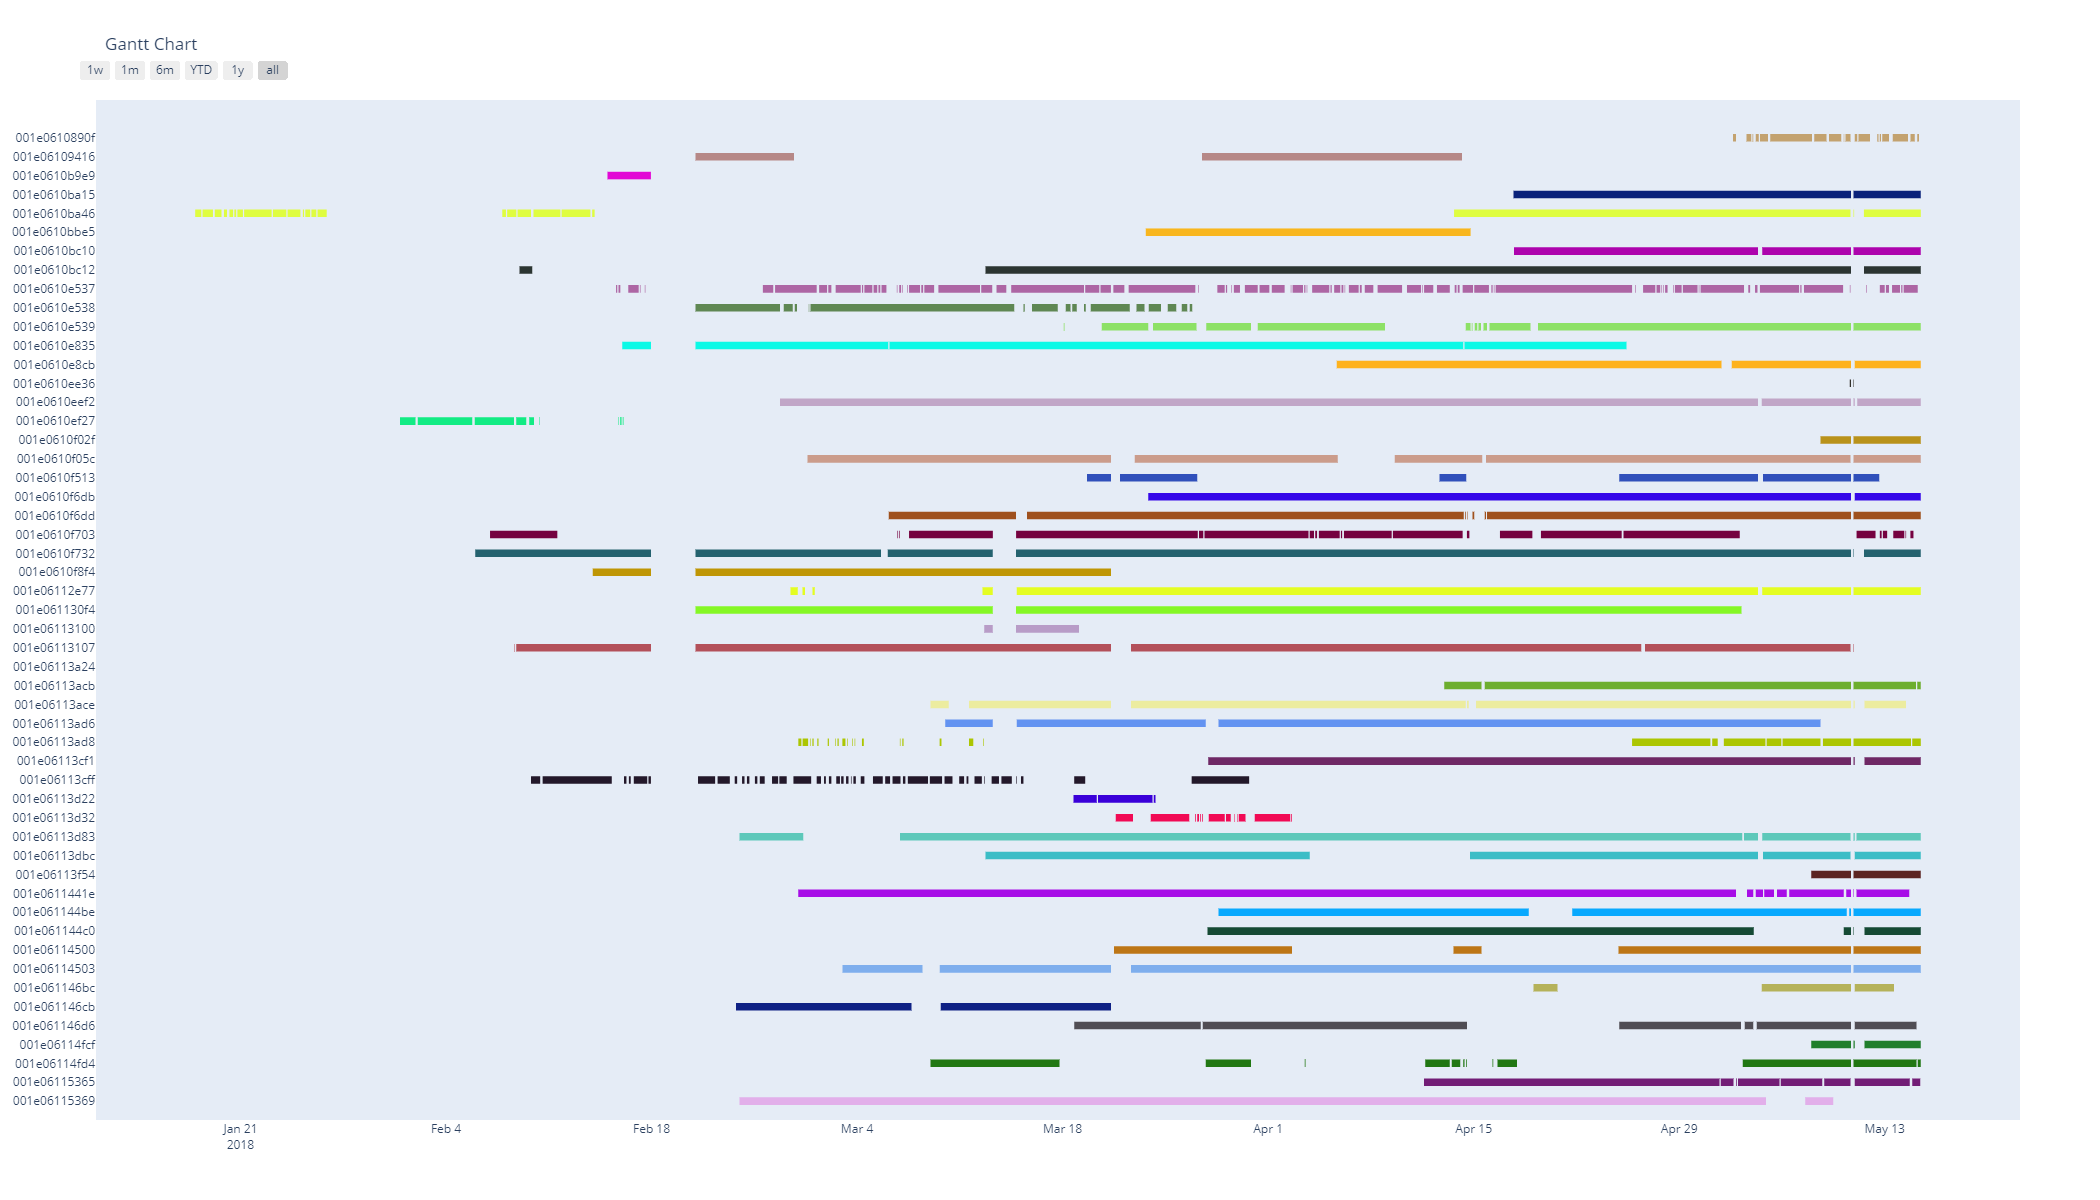 Gantt Chart
1w 1m 6m YTD 1y all
001e0610890f
001e06109416
001e0610b9e9
001e0610ba15
001e0610ba46
001e0610bbe5
001e0610bc10
001e0610bc12
001e0610e537
001e0610e538
001e0610e539
001e0610e835
001e0610e8cb
001e0610ee36
001e0610eef2
001e0610ef27
001e0610f02f
001e0610f05c
001e0610f513
001e0610f6db
001e0610f6dd
001e0610f703
001e0610f732
001e0610f8f4
001e06112e77
001e061130f4
001e06113100
001e06113107
001e06113a24
001e06113acb
001e06113ace
001e06113ad6
001e06113ad8
001e06113cf1
001e06113cff
001e06113d22
001e06113d32
001e06113d83
001e06113dbc
001e06113f54
001e0611441e
001e061144be
001e061144c0
001e06114500
001e06114503
001e061146bc
001e061146cb
001e061146d6
001e06114fcf
001e06114fd4
001e06115365
001e06115369
Jan 21 Feb 4 Feb 18 Mar 4 Mar 18 Apr 1 Apr 15 Apr 29 May 13
2018